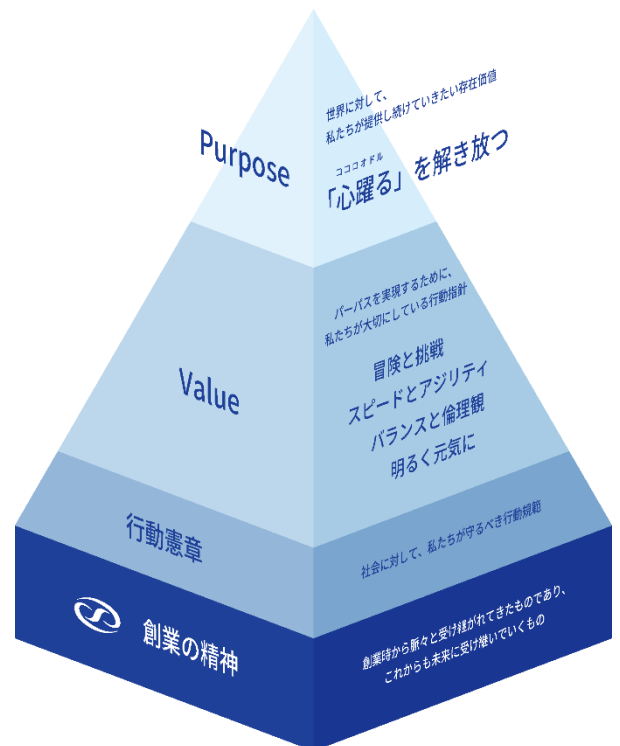 Purpose
世界に対して、
私たちが提供し続けていきたい存在価値
コココオドル
「心躍る」を解き放つ
Value
パーパスを実現するために、
私たちが大切にしている行動指針
冒険と挑戦
スピードとアジリティ
バランスと倫理観
明るく元気に
行動憲章
社会に対して、私たちが守るべき行動規範
創業の精神
創業時から脈々と受け継がれてきたものであり、
これからも未来に受け継いでいくもの